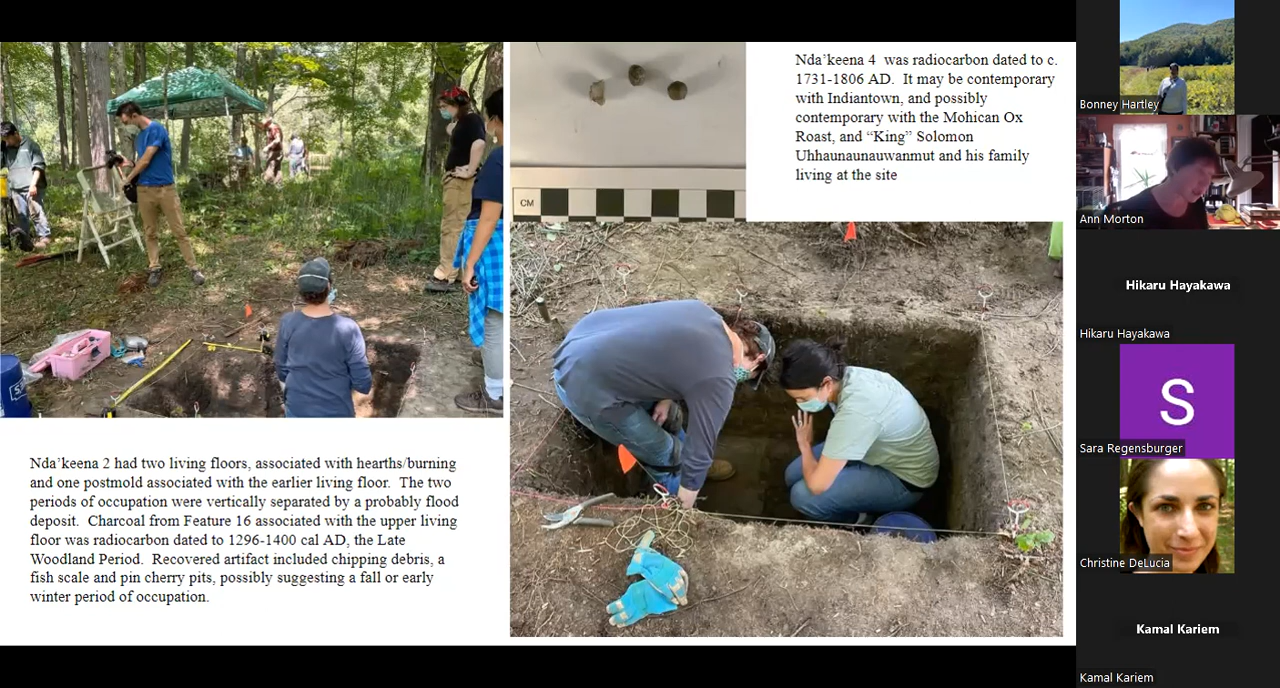 Nda’keena 4 was radiocarbon dated to c.
1731-1806 AD. It may be contemporary
with Indiantown, and possibly
contemporary with the Mohican Ox
Roast, and “King” Solomon
Uhhaunaunauwanmut and his family
living at the site
CM
Nda’keena 2 had two living floors, associated with hearths/burning
and one postmold associated with the earlier living floor. The two
periods of occupation were vertically separated by a probably flood
deposit. Charcoal from Feature 16 associated with the upper living
floor was radiocarbon dated to 1296-1400 cal AD, the Late
Woodland Period. Recovered artifact included chipping debris, a
fish scale and pin cherry pits, possibly suggesting a fall or early
winter period of occupation.
Bonney Hartley
Ann Morton
Hikaru Hayakawa
Hikaru Hayakawa
S
Sara Regensburger
Christine DeLucia
Kamal Kariem
Kamal Kariem